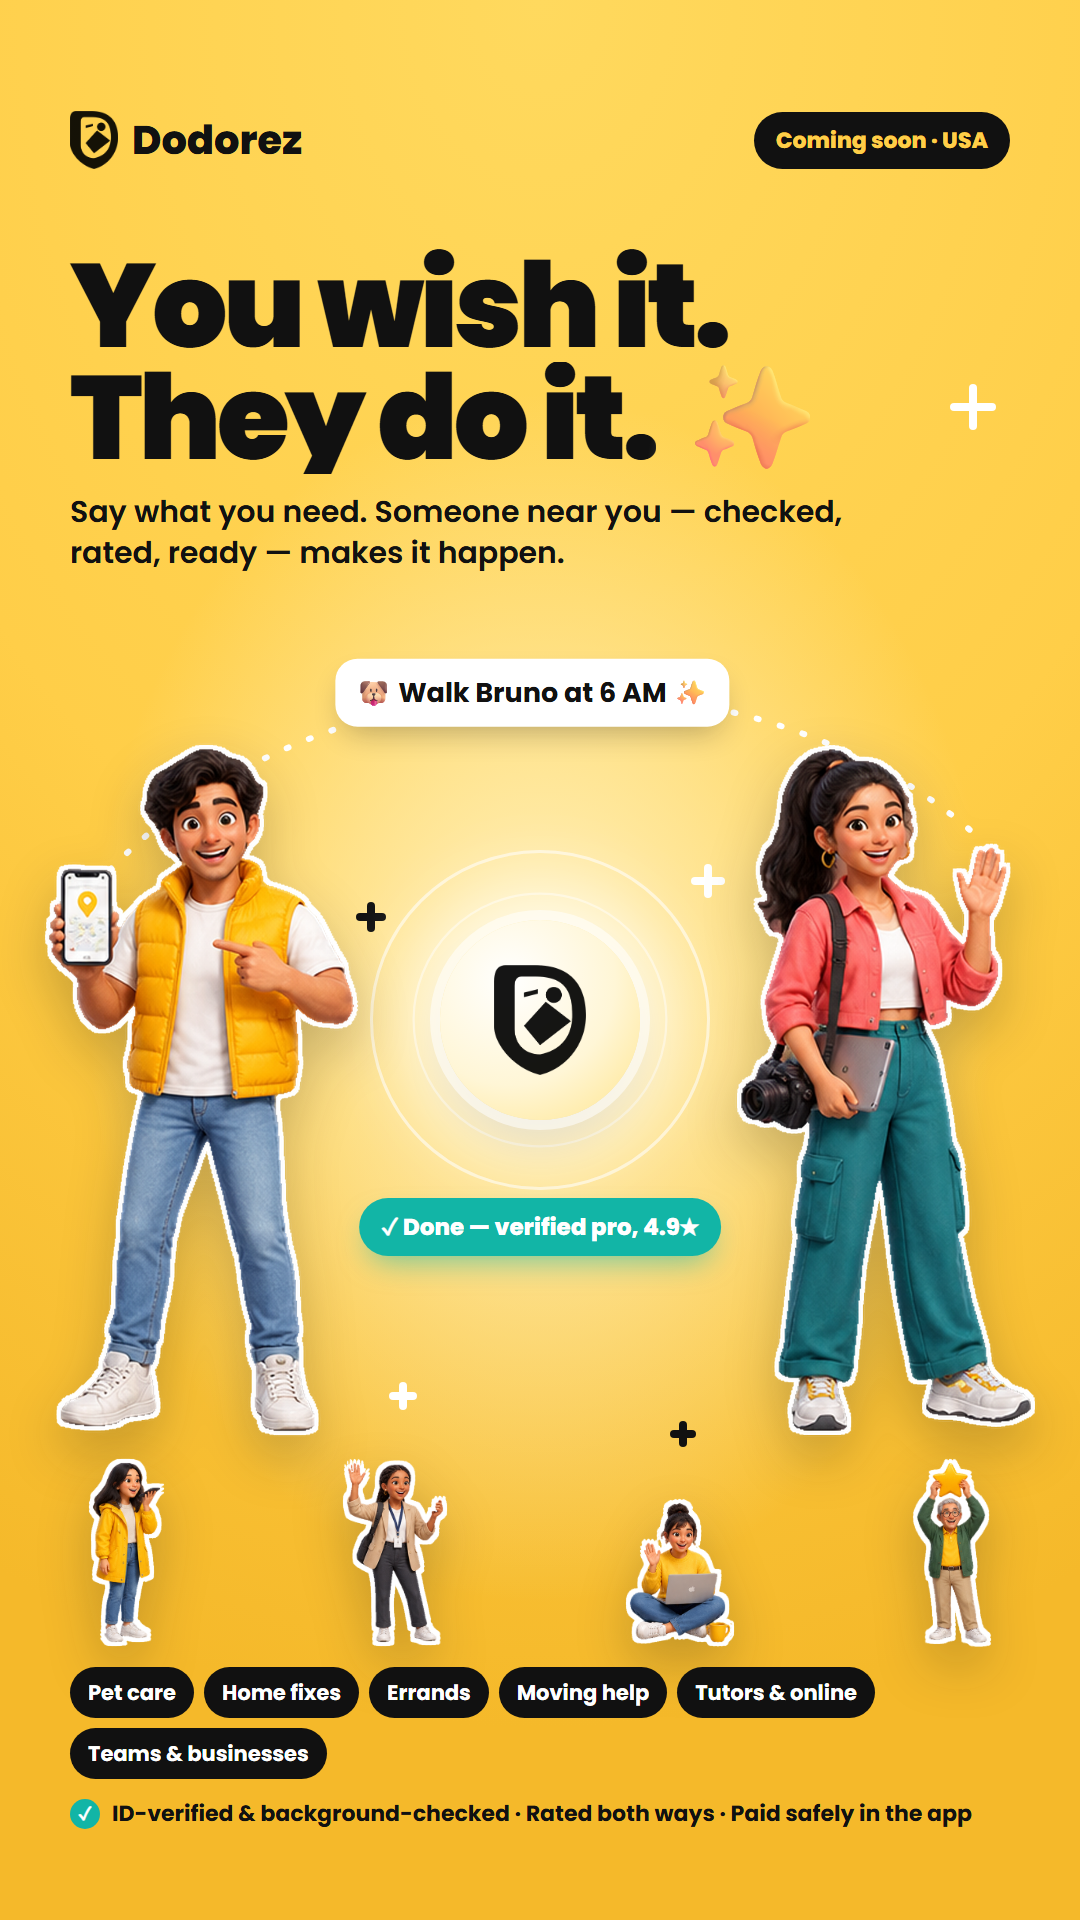 Dodorez
Coming soon · USA
You wish it.
They do it. ✨
Say what you need. Someone near you — checked,
rated, ready — makes it happen.
🐶 Walk Bruno at 6 AM ✨
✓ Done — verified pro, 4.9★
Pet care
Home fixes
Errands
Moving help
Tutors & online
Teams & businesses
✓ ID-verified & background-checked · Rated both ways · Paid safely in the app